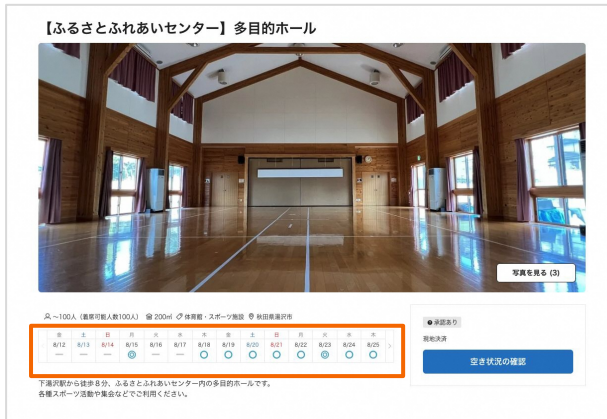 【ふるさとふれあいセンター】多目的ホール
写真を見る (3)
~100人（着席可能人数100人） 200㎡ 体育館・スポーツ施設 秋田県湯沢市
承認あり
現地決済
空き状況の確認
金 土 日 月 火 水 木 金 土 日 月 火 水 木
8/12 8/13 8/14 8/15 8/16 8/17 8/18 8/19 8/20 8/21 8/22 8/23 8/24 8/25
― ― ― ◎ ― ― ○ ○ ○ ○ ○ ◎ ○ ○
下湯沢駅から徒歩８分、ふるさとふれあいセンター内の多目的ホールです。
各種スポーツ活動や集会などでご利用ください。